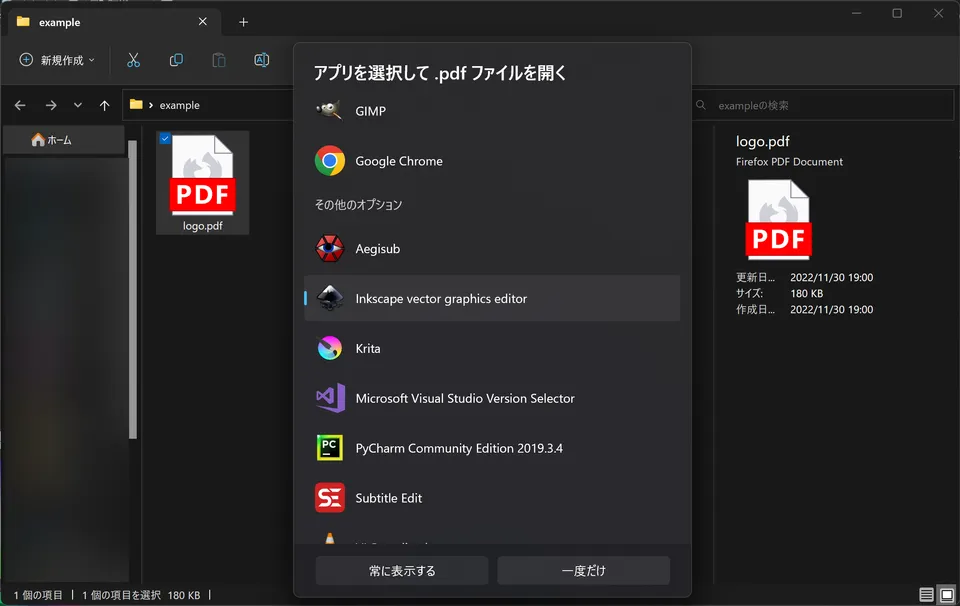 example
新規作成
example
exampleの検索
ホーム
PDF
logo.pdf
アプリを選択して .pdf ファイルを開く
GIMP
Google Chrome
その他のオプション
Aegisub
Inkscape vector graphics editor
Krita
Microsoft Visual Studio Version Selector
PC
PyCharm Community Edition 2019.3.4
SE
Subtitle Edit
常に表示する
一度だけ
logo.pdf
Firefox PDF Document
PDF
更新日... 2022/11/30 19:00
サイズ: 180 KB
作成日... 2022/11/30 19:00
1 個の項目 | 1 個の項目を選択 180 KB |